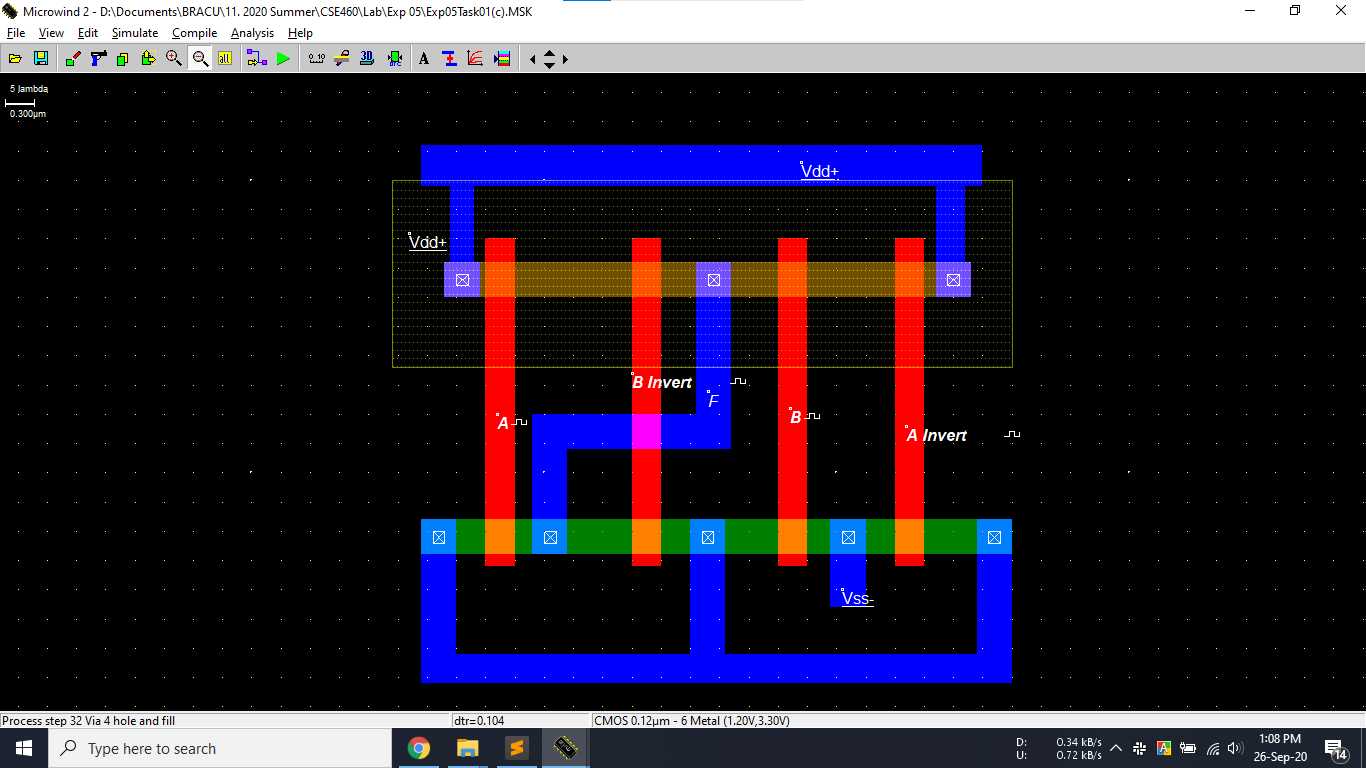 Microwind 2 - D:\Documents\BRACU\11. 2020 Summer\CSE460\Lab\Exp 05\Exp05Task01(c).MSK
File View Edit Simulate Compile Analysis Help
5 lambda
0.300µm
Vdd+
Vdd+
B Invert
F
A
B
A Invert
Vss-
Process step 32 Via 4 hole and fill
dtr=0.104
CMOS 0.12µm - 6 Metal (1.20V,3.30V)
Type here to search
D: 0.34 kB/s
U: 0.72 kB/s
1:08 PM
26-Sep-20
14